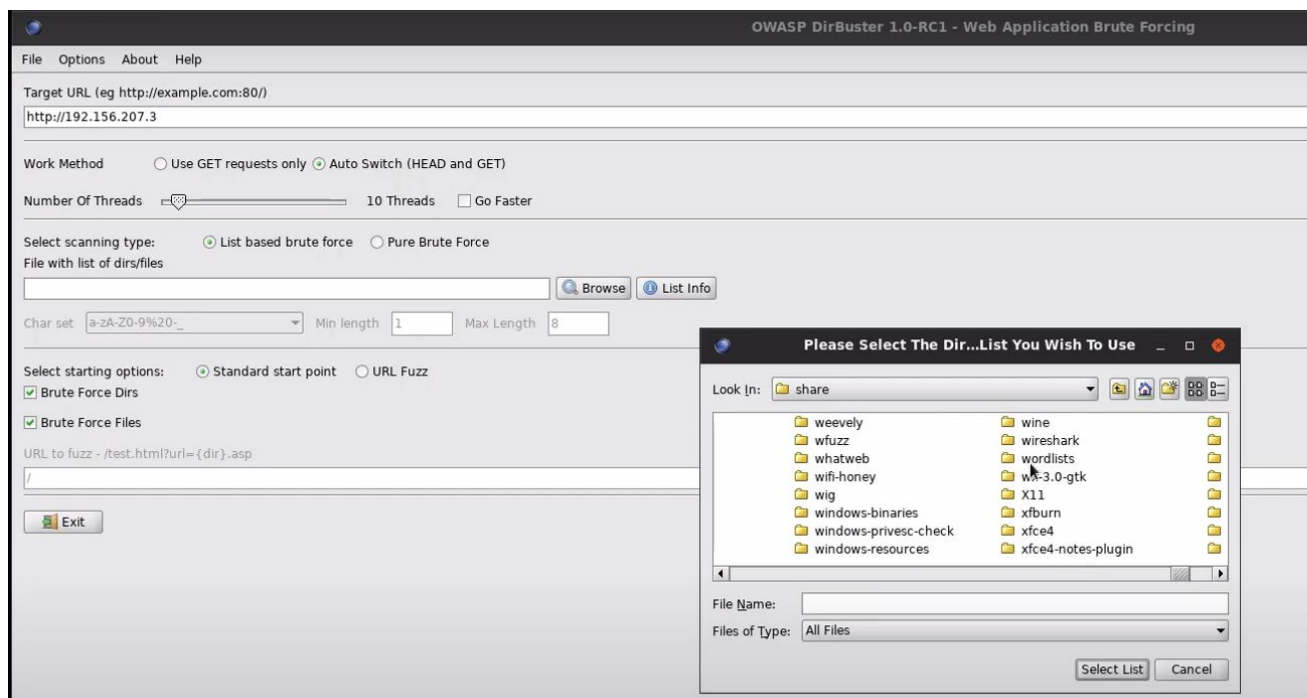 OWASP DirBuster 1.0-RC1 - Web Application Brute Forcing
File Options About Help
Target URL (eg http://example.com:80/)
http://192.156.207.3
Work Method Use GET requests only Auto Switch (HEAD and GET)
Number Of Threads 10 Threads Go Faster
Select scanning type: List based brute force Pure Brute Force
File with list of dirs/files
Browse List Info
Char set a-zA-Z0-9%20-_ Min length 1 Max Length 8
Select starting options: Standard start point URL Fuzz
Brute Force Dirs
Brute Force Files
URL to fuzz - /test.html?url={dir}.asp
/
Exit
Please Select The Dir...List You Wish To Use
Look In: share
weevely wine
wfuzz wireshark
whatweb wordlists
wifi-honey wx-3.0-gtk
wig X11
windows-binaries xfburn
windows-privesc-check xfce4
windows-resources xfce4-notes-plugin
File Name:
Files of Type: All Files
Select List Cancel